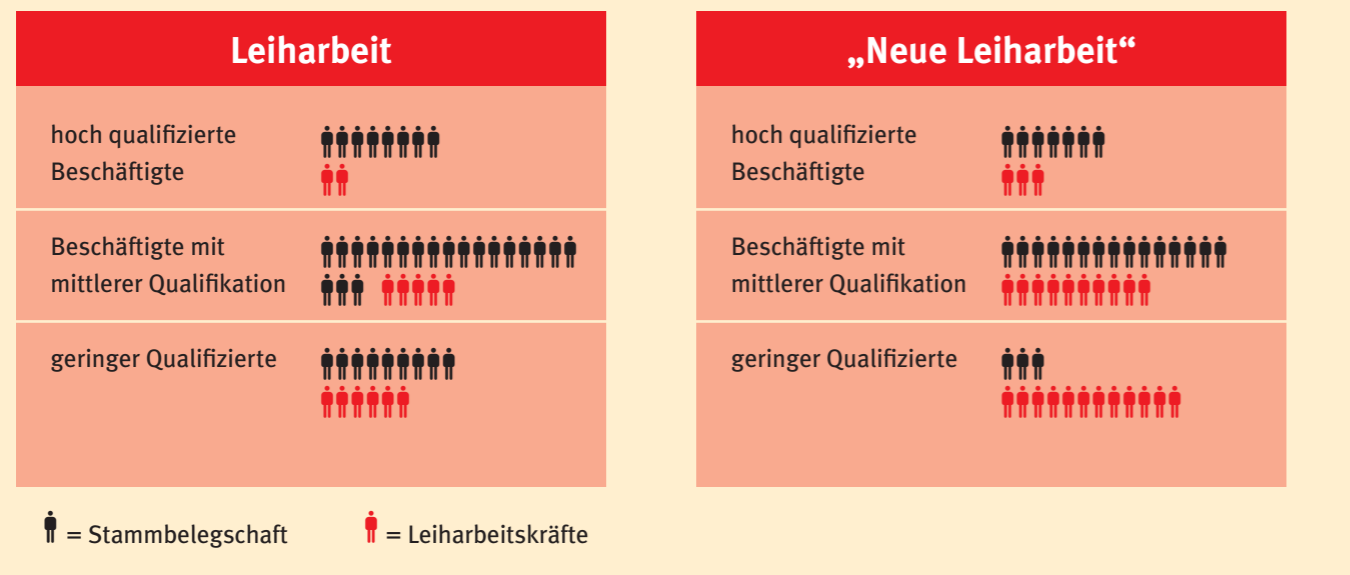 Leiharbeit
hoch qualifizierte
Beschäftigte
Beschäftigte mit
mittlerer Qualifikation
geringer Qualifizierte
„Neue Leiharbeit“
hoch qualifizierte
Beschäftigte
Beschäftigte mit
mittlerer Qualifikation
geringer Qualifizierte
= Stammbelegschaft
= Leiharbeitskräfte